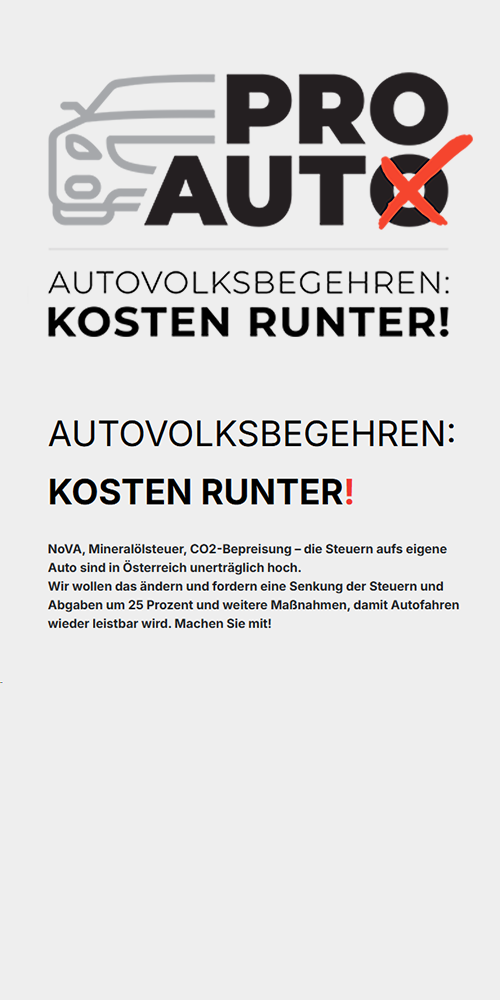 PRO
AUTO
AUTOVOLKSBEGEHREN:
KOSTEN RUNTER!
AUTOVOLKSBEGEHREN:
KOSTEN RUNTER!
NoVA, Mineralölsteuer, CO2-Bepreisung – die Steuern aufs eigene
Auto sind in Österreich unerträglich hoch.
Wir wollen das ändern und fordern eine Senkung der Steuern und
Abgaben um 25 Prozent und weitere Maßnahmen, damit Autofahren
wieder leistbar wird. Machen Sie mit!